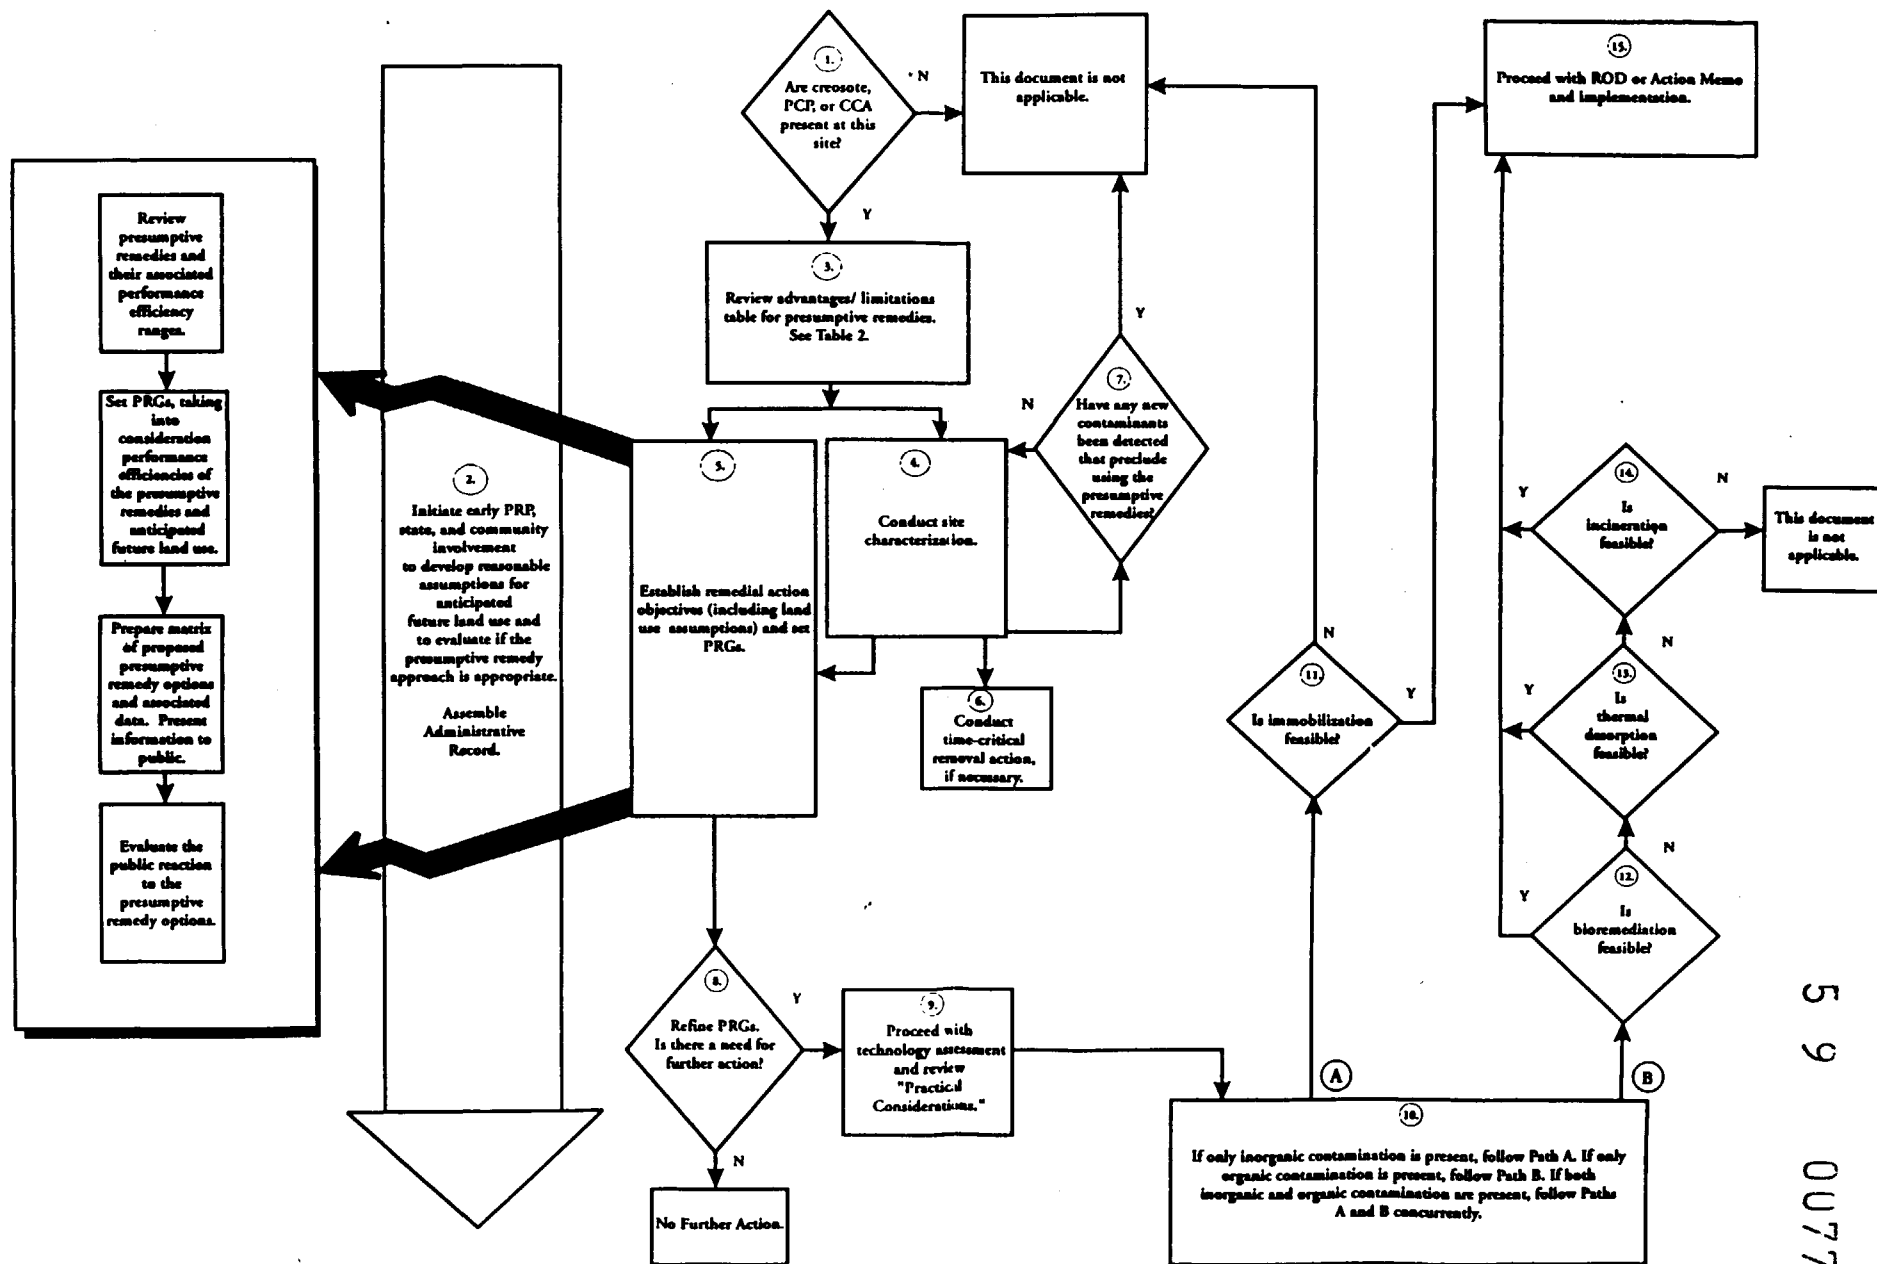 Review
presumptive
remedies and
their associated
performance
efficiency
ranges.
Set PRGs, taking
into
consideration
performance
efficiencies of
the presumptive
remedies and
anticipated
future land use.
Prepare matrix
of proposed
presumptive
remedy options
and associated
data. Present
information to
public.
Evaluate the
public reaction
to the
presumptive
remedy options.
2.
Initiate early PRP,
state, and community
involvement
to develop reasonable
assumptions for
anticipated
future land use and
to evaluate if the
presumptive remedy
approach is appropriate.
Assemble
Administrative
Record.
1.
Are creosote,
PCP, or CCA
present at this
site?
N
Y
This document is not
applicable.
3.
Review advantages/ limitations
table for presumptive remedies.
See Table 2.
5.
Establish remedial action
objectives (including land
use assumptions) and set
PRGs.
4.
Conduct site
characterization.
6.
Conduct
time-critical
removal action,
if necessary.
Y
N
7.
Have any new
contaminants
been detected
that preclude
using the
presumptive
remedies?
8.
Refine PRGs.
Is there a need for
further action?
Y
N
No Further Action.
9.
Proceed with
technology assessment
and review
"Practical
Considerations."
10.
If only inorganic contamination is present, follow Path A. If only
organic contamination is present, follow Path B. If both
inorganic and organic contamination are present, follow Paths
A and B concurrently.
A
B
11.
Is immobilization
feasible?
N
Y
12.
Is
bioremediation
feasible?
Y
N
13.
Is
thermal
desorption
feasible?
Y
N
14.
Is
incineration
feasible?
Y
N
This document
is not
applicable.
15.
Proceed with ROD or Action Memo
and implementation.
5 9 0077